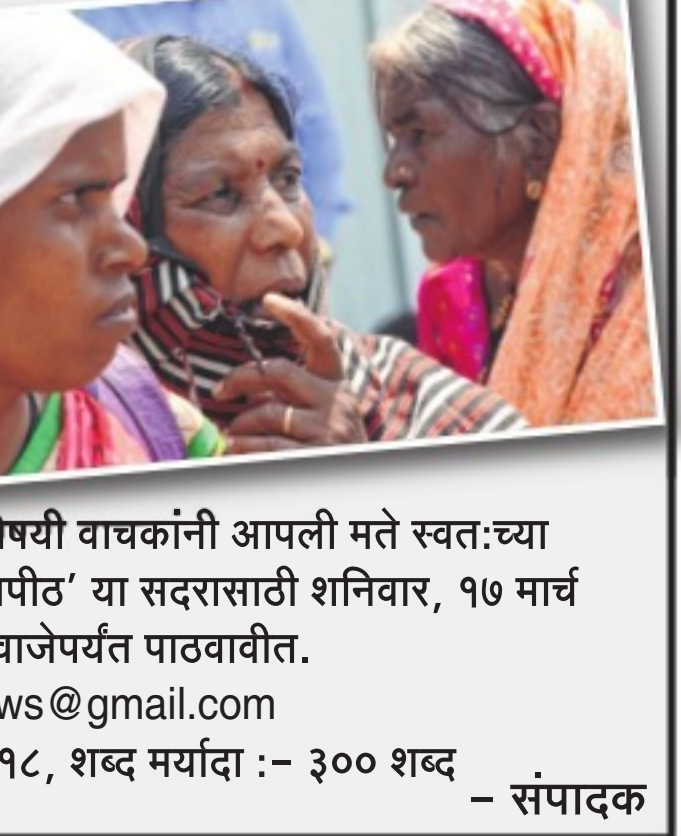 विषयी वाचकांनी आपली मते स्वत:च्या
पीठ’ या सदरासाठी शनिवार, १७ मार्च
वाजेपर्यंत पाठवावीत.
ws@gmail.com
१८, शब्द मर्यादा :– ३०० शब्द
– संपादक